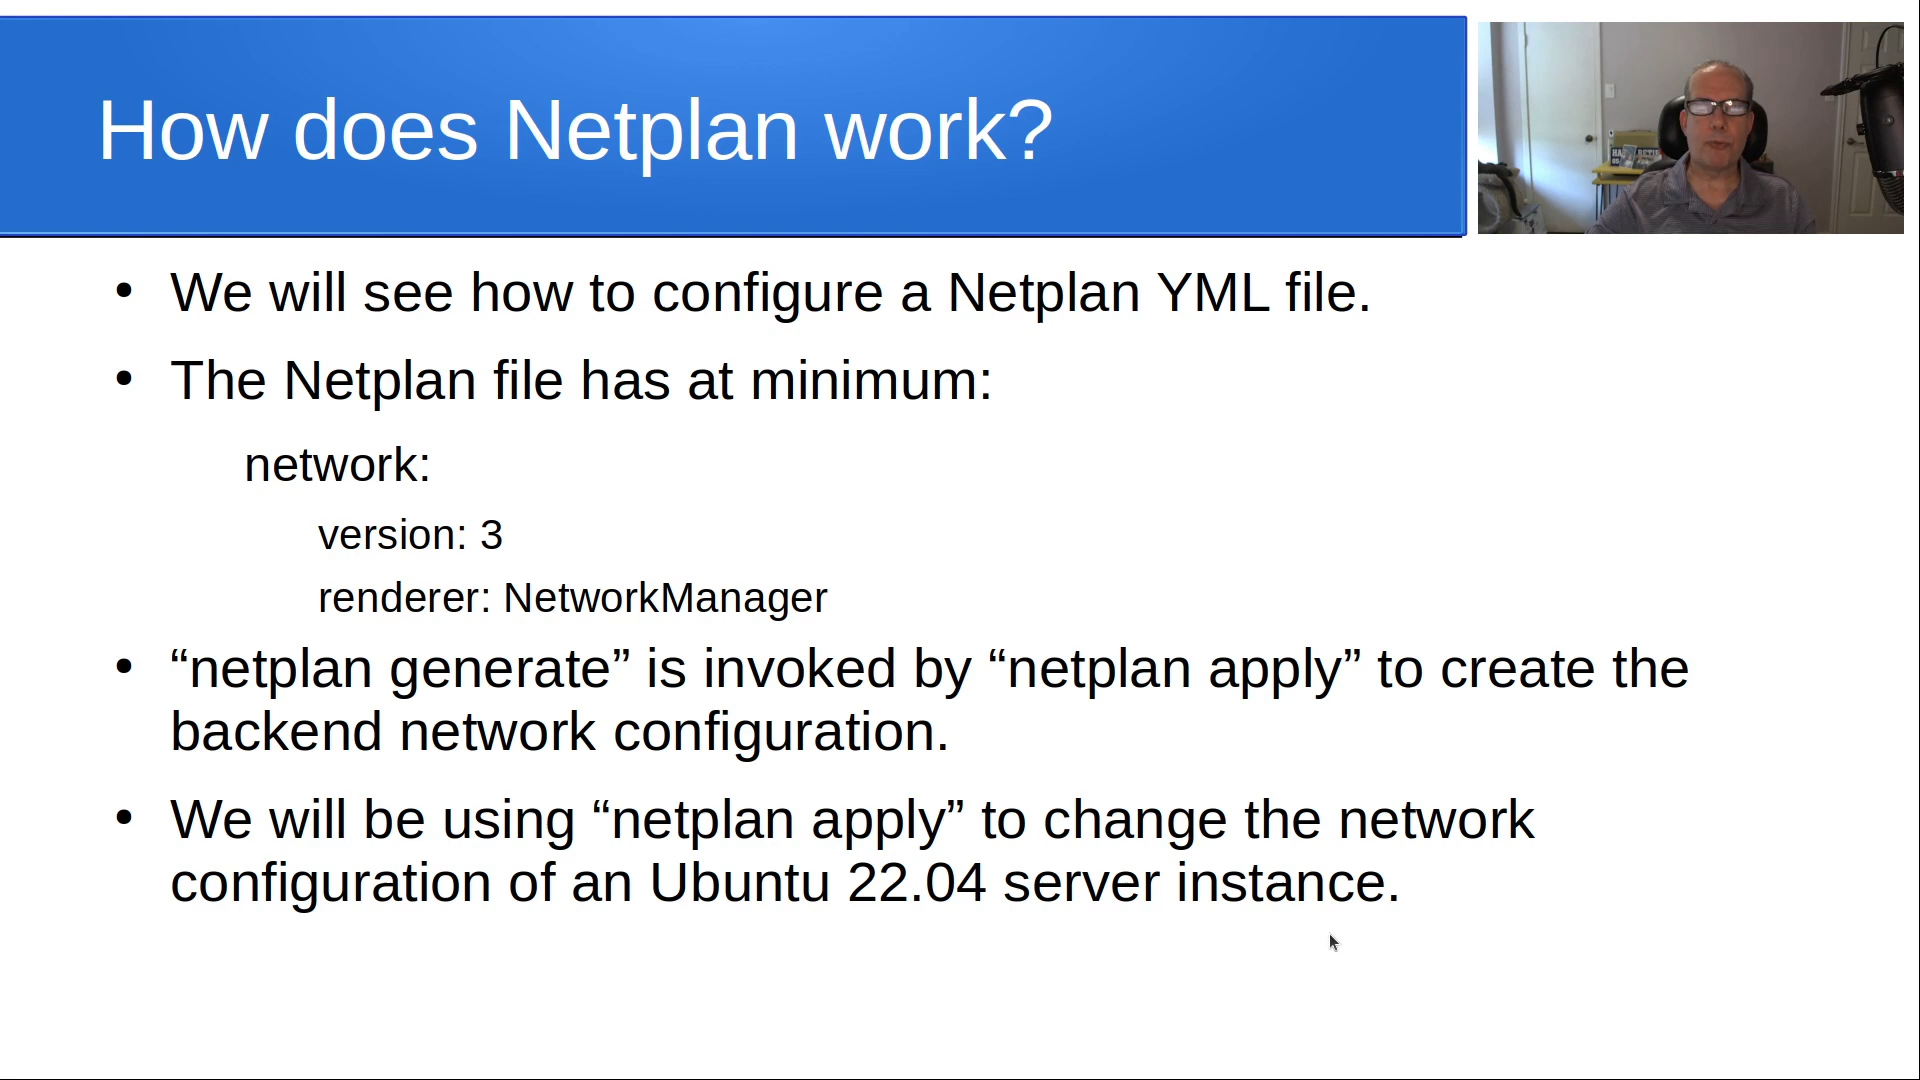 How does Netplan work?
• We will see how to configure a Netplan YML file.
• The Netplan file has at minimum:
network:
version: 3
renderer: NetworkManager
• “netplan generate” is invoked by “netplan apply” to create the
backend network configuration.
• We will be using “netplan apply” to change the network
configuration of an Ubuntu 22.04 server instance.